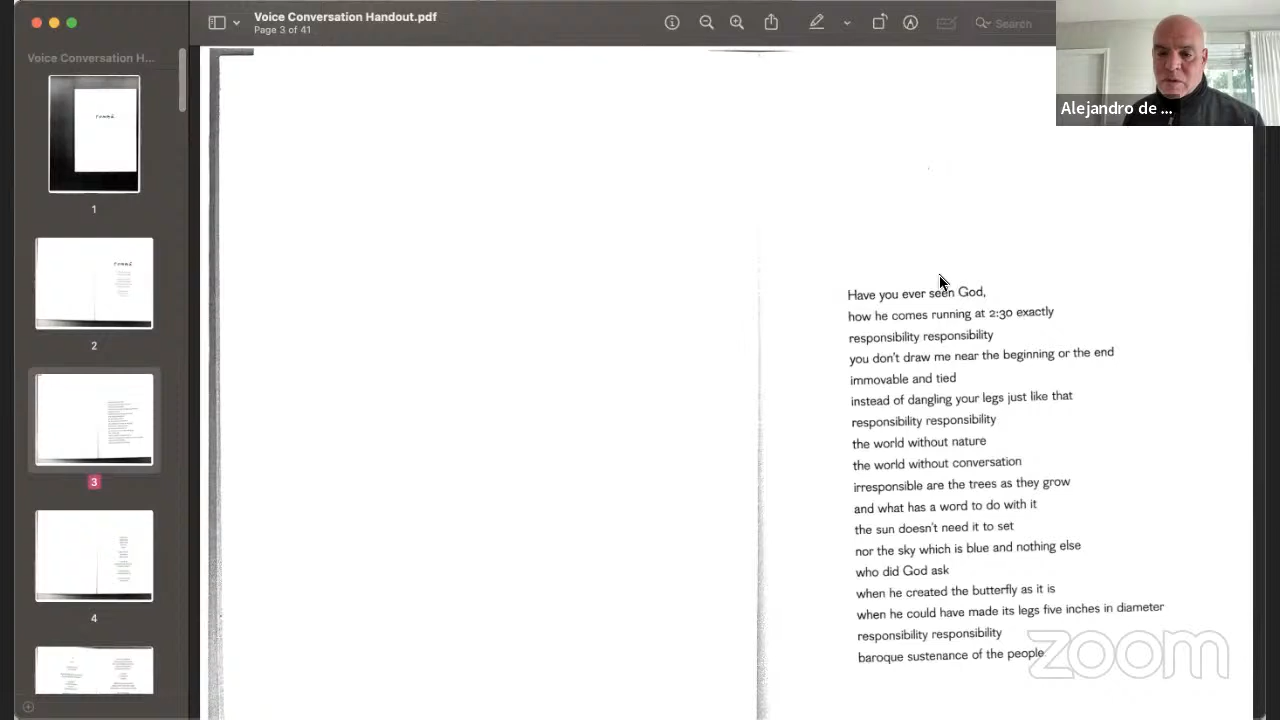 Voice Conversation Handout.pdf
Page 3 of 41
Search
Voice Conversation H...
1
2
3
4
Alejandro de ...
Have you ever seen God,
how he comes running at 2:30 exactly
responsibility responsibility
you don't draw me near the beginning or the end
immovable and tied
instead of dangling your legs just like that
responsibility responsibility
the world without nature
the world without conversation
irresponsible are the trees as they grow
and what has a word to do with it
the sun doesn't need it to set
nor the sky which is blue and nothing else
who did God ask
when he created the butterfly as it is
when he could have made its legs five inches in diameter
responsibility responsibility
baroque sustenance of the people
zoom